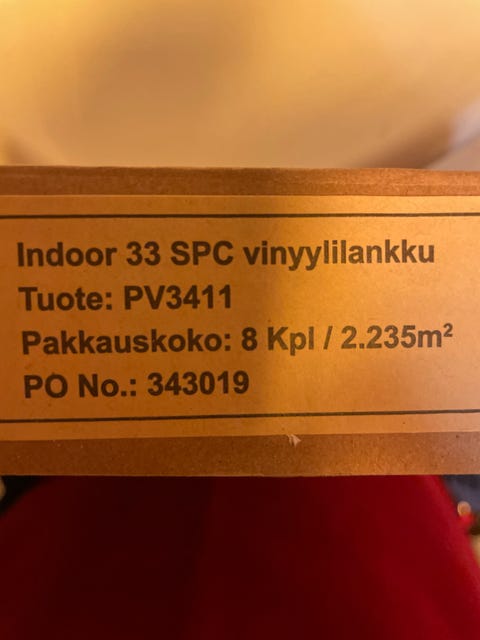 Indoor 33 SPC vinyylilankku
Tuote: PV3411
Pakkauskoko: 8 Kpl / 2.235m²
PO No.: 343019